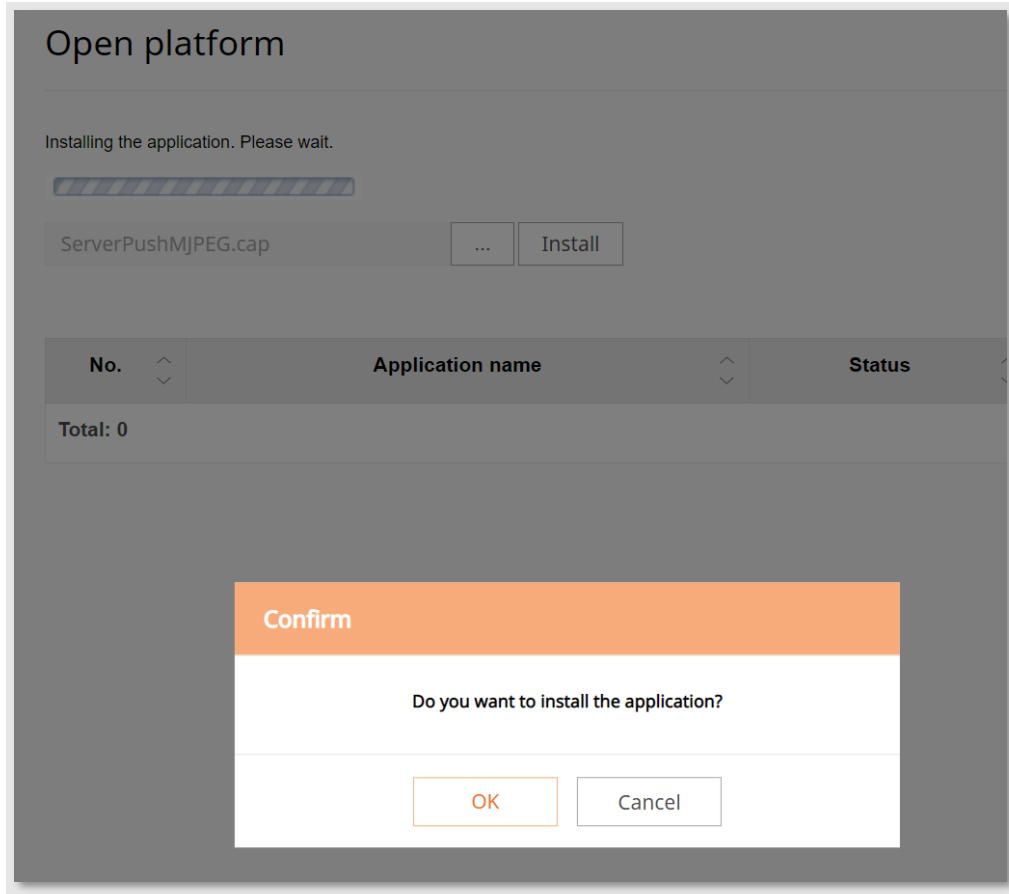 Open platform
Installing the application. Please wait.
ServerPushMJPEG.cap ... Install
No. Application name Status
Total: 0
Confirm
Do you want to install the application?
OK Cancel